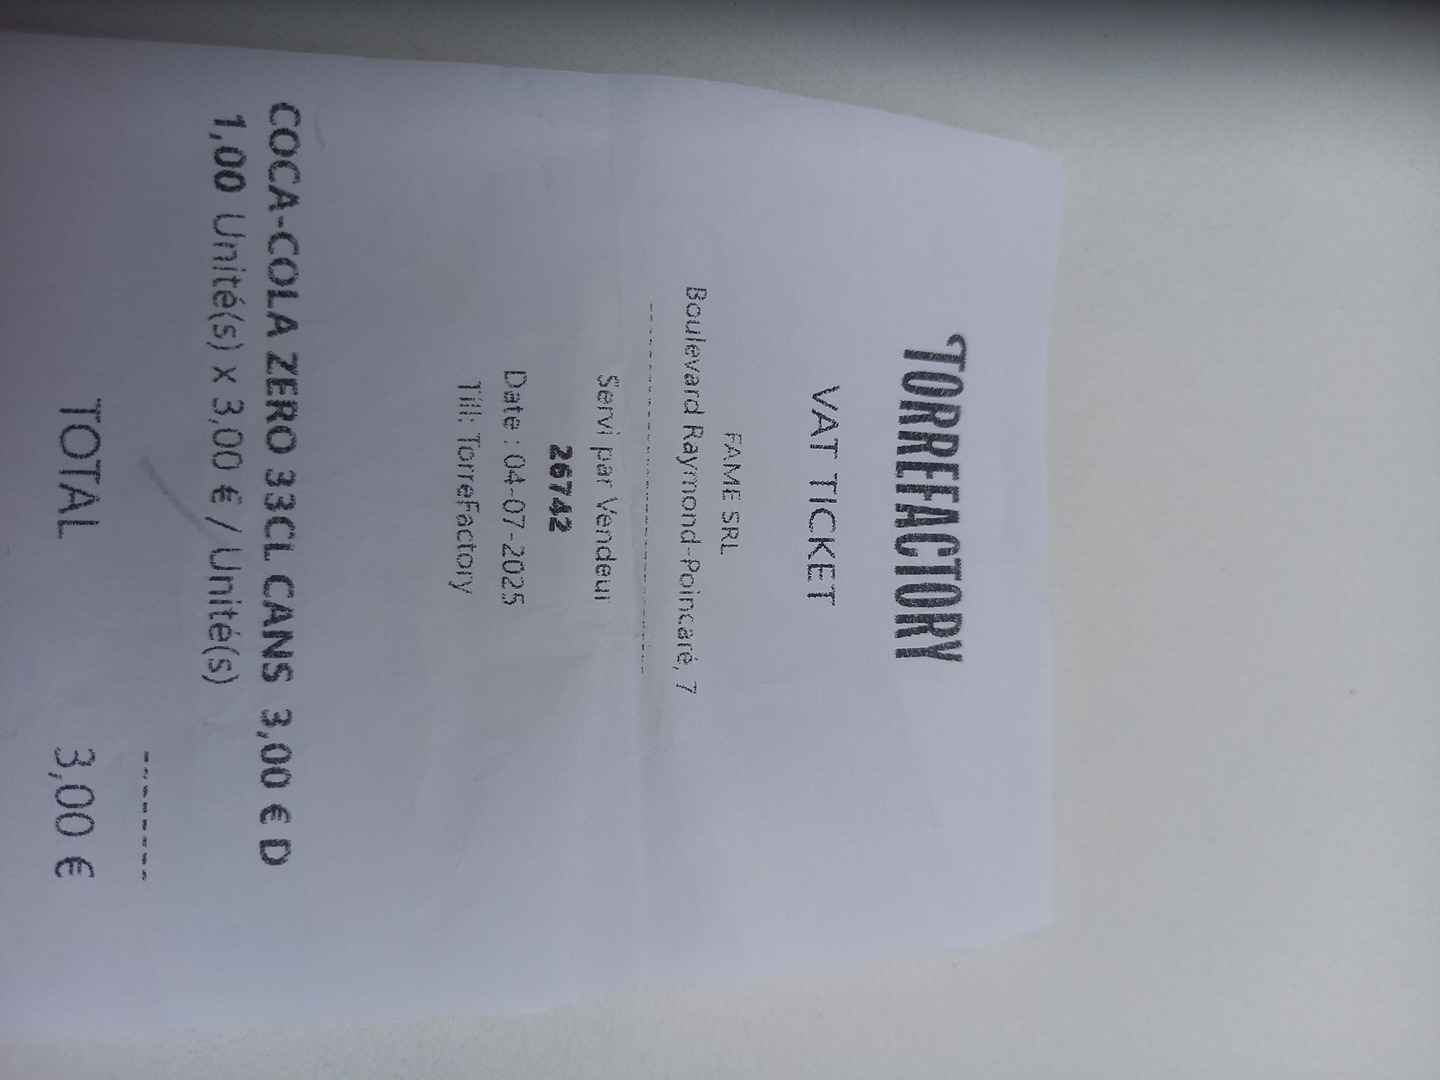 TORREFACTORY
VAT TICKET
FAME SRL
Boulevard Raymond-Poincaré, 7
--------------------------------
Servi par Vendeur
26742
Date : 04-07-2025
Till: TorreFactory
COCA-COLA ZERO 33CL CANS 3,00 € D
1,00 Unité(s) x 3,00 € / Unité(s)
--------
TOTAL 3,00 €